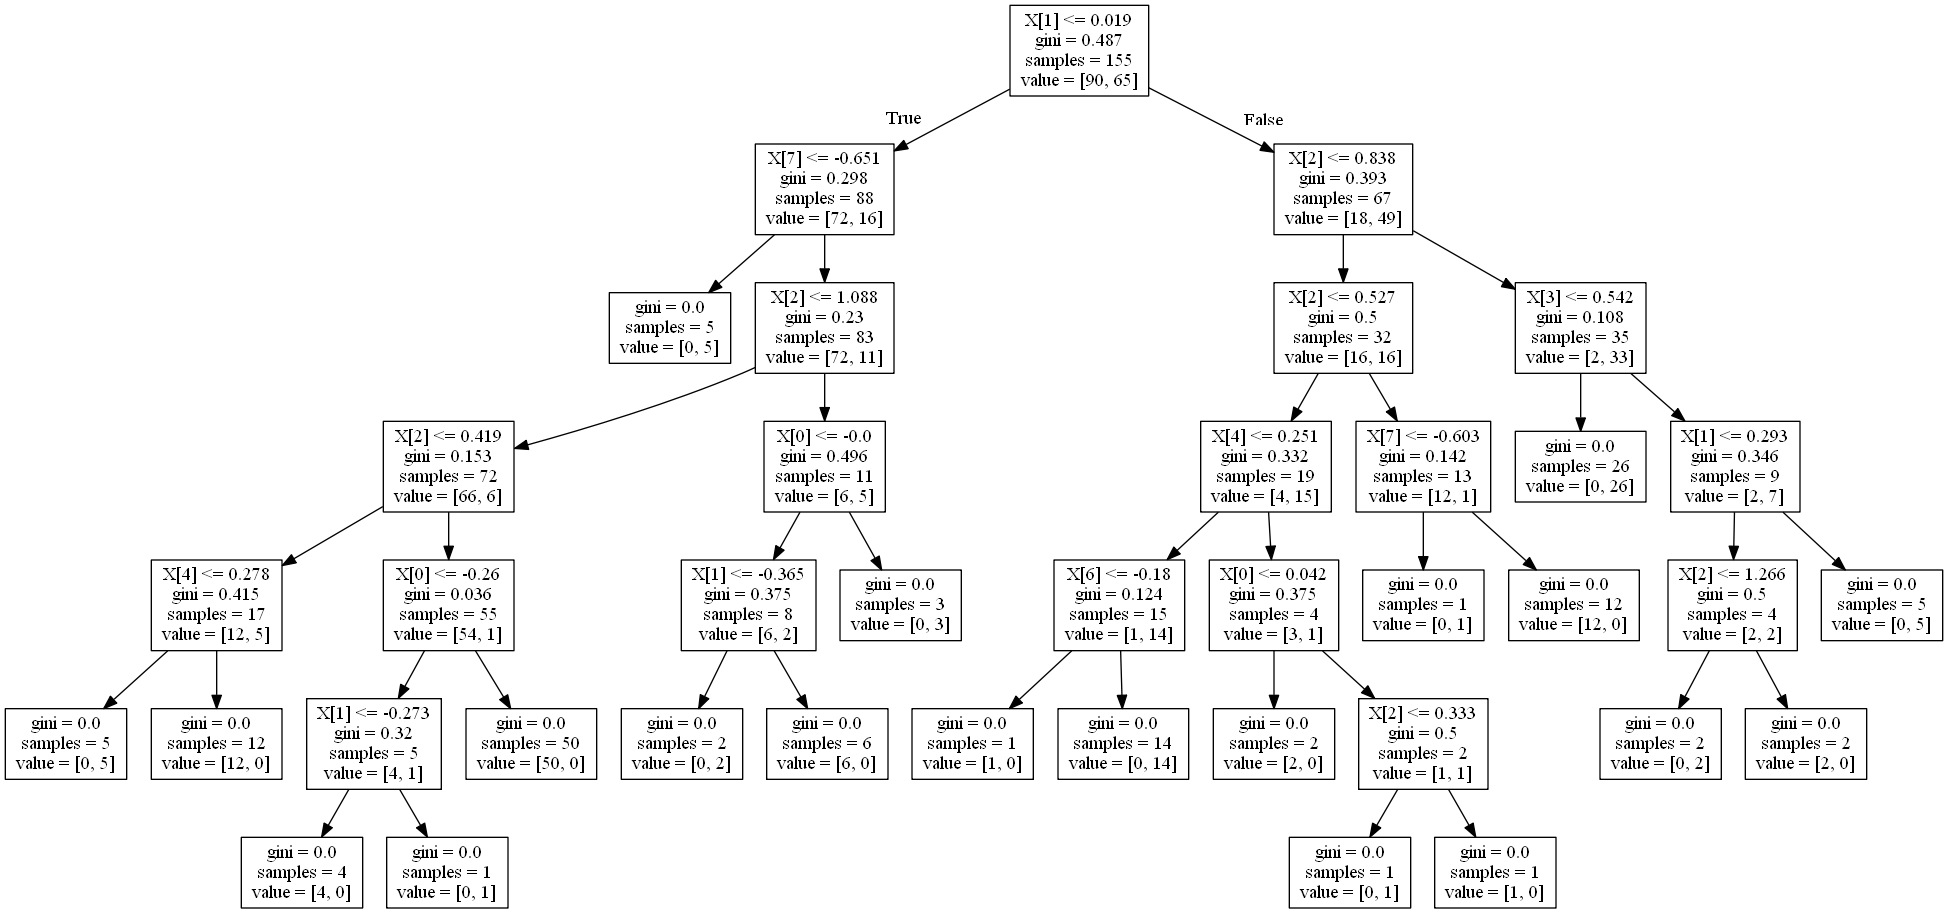 X[1] <= 0.019
gini = 0.487
samples = 155
value = [90, 65]
True
False
X[7] <= -0.651
gini = 0.298
samples = 88
value = [72, 16]
X[2] <= 0.838
gini = 0.393
samples = 67
value = [18, 49]
gini = 0.0
samples = 5
value = [0, 5]
X[2] <= 1.088
gini = 0.23
samples = 83
value = [72, 11]
X[2] <= 0.527
gini = 0.5
samples = 32
value = [16, 16]
X[3] <= 0.542
gini = 0.108
samples = 35
value = [2, 33]
X[2] <= 0.419
gini = 0.153
samples = 72
value = [66, 6]
X[0] <= -0.0
gini = 0.496
samples = 11
value = [6, 5]
X[4] <= 0.251
gini = 0.332
samples = 19
value = [4, 15]
X[7] <= -0.603
gini = 0.142
samples = 13
value = [12, 1]
gini = 0.0
samples = 26
value = [0, 26]
X[1] <= 0.293
gini = 0.346
samples = 9
value = [2, 7]
X[4] <= 0.278
gini = 0.415
samples = 17
value = [12, 5]
X[0] <= -0.26
gini = 0.036
samples = 55
value = [54, 1]
X[1] <= -0.365
gini = 0.375
samples = 8
value = [6, 2]
gini = 0.0
samples = 3
value = [0, 3]
X[6] <= -0.18
gini = 0.124
samples = 15
value = [1, 14]
X[0] <= 0.042
gini = 0.375
samples = 4
value = [3, 1]
gini = 0.0
samples = 1
value = [0, 1]
gini = 0.0
samples = 12
value = [12, 0]
X[2] <= 1.266
gini = 0.5
samples = 4
value = [2, 2]
gini = 0.0
samples = 5
value = [0, 5]
gini = 0.0
samples = 5
value = [0, 5]
gini = 0.0
samples = 12
value = [12, 0]
X[1] <= -0.273
gini = 0.32
samples = 5
value = [4, 1]
gini = 0.0
samples = 50
value = [50, 0]
gini = 0.0
samples = 2
value = [0, 2]
gini = 0.0
samples = 6
value = [6, 0]
gini = 0.0
samples = 1
value = [1, 0]
gini = 0.0
samples = 14
value = [0, 14]
gini = 0.0
samples = 2
value = [2, 0]
X[2] <= 0.333
gini = 0.5
samples = 2
value = [1, 1]
gini = 0.0
samples = 2
value = [0, 2]
gini = 0.0
samples = 2
value = [2, 0]
gini = 0.0
samples = 4
value = [4, 0]
gini = 0.0
samples = 1
value = [0, 1]
gini = 0.0
samples = 1
value = [0, 1]
gini = 0.0
samples = 1
value = [1, 0]